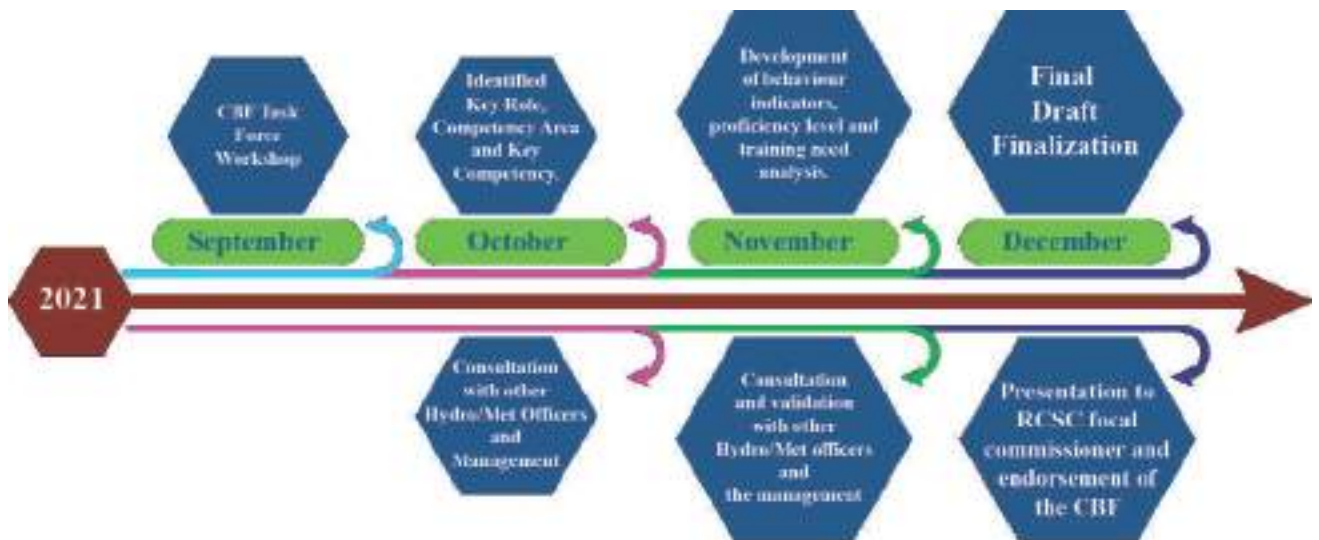 CBF Task
Force
Workshop
Identified
Key Role,
Competency Area
and Key
Competency.
Development
of behaviour
indicators,
proficiency level and
training need
analysis.
Final
Draft
Finalization
September
October
November
December
2021
Consultation
with other
Hydro/Met Officers
and
Management
Consultation
and validation
with other
Hydro/Met officers
and
the management
Presentation to
RCSC focal
commissioner and
endorsement of
the CBF